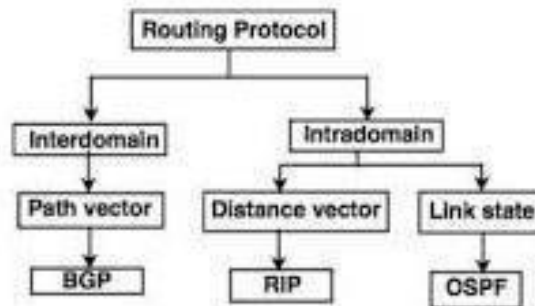 Routing Protocol
Interdomain
Intradomain
Path vector
Distance vector
Link state
BGP
RIP
OSPF